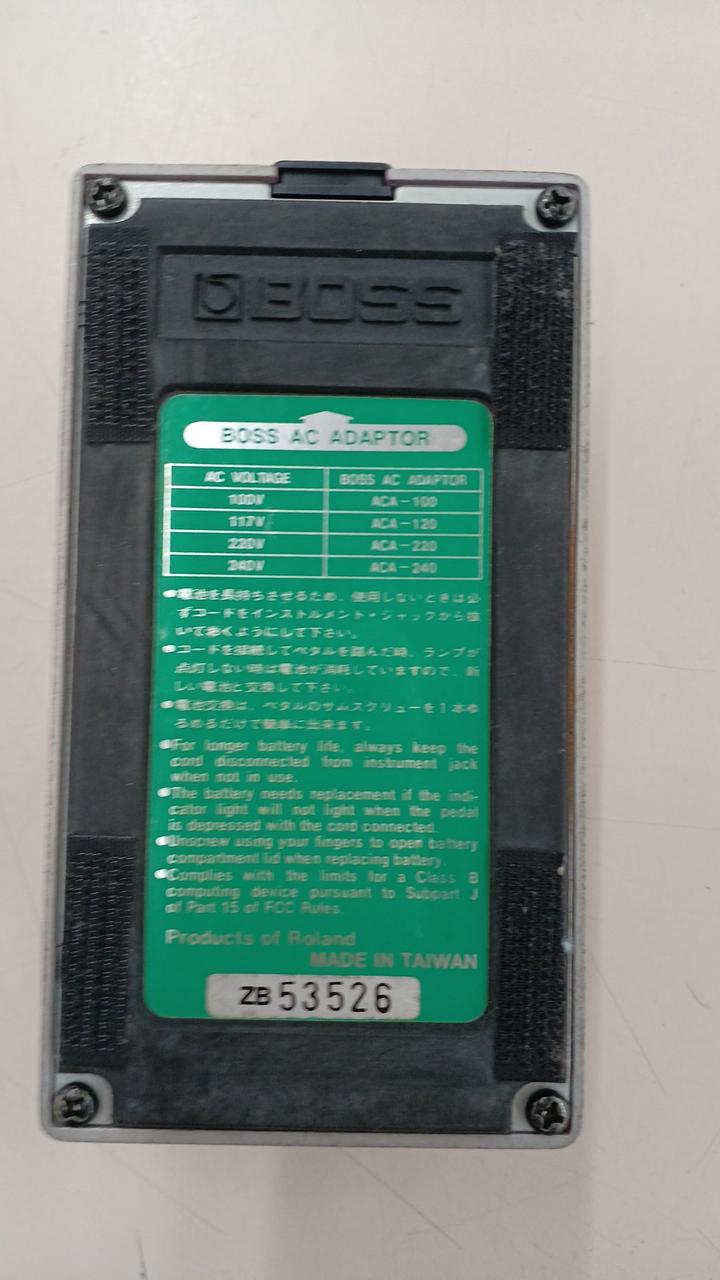 BOSS
BOSS AC ADAPTOR
AC VOLTAGE BOSS AC ADAPTOR
100V ACA-100
117V ACA-120
220V ACA-220
240V ACA-240
●電池を長持ちさせるため、使用しないときは必
ずコードをインストルメント・ジャックから抜
いておくようにして下さい。
●コードを接続してペタルを踏んだ時、ランプが
点灯しない時は電池が消耗していますので、新
しい電池と交換して下さい。
●電池交換は、ペタルのサムスクリューを1本ゆ
るめるだけで簡単に出来ます。
●For longer battery life, always keep the
cord disconnected from instrument jack
when not in use.
●The battery needs replacement if the indi-
cator light will not light when the pedal
is depressed with the cord connected.
●Unscrew using your fingers to open battery
compartment lid when replacing battery.
●Complies with the limits for a Class B
computing device pursuant to Subpart J
of Part 15 of FCC Rules.
Products of Roland
MADE IN TAIWAN
ZB 53526